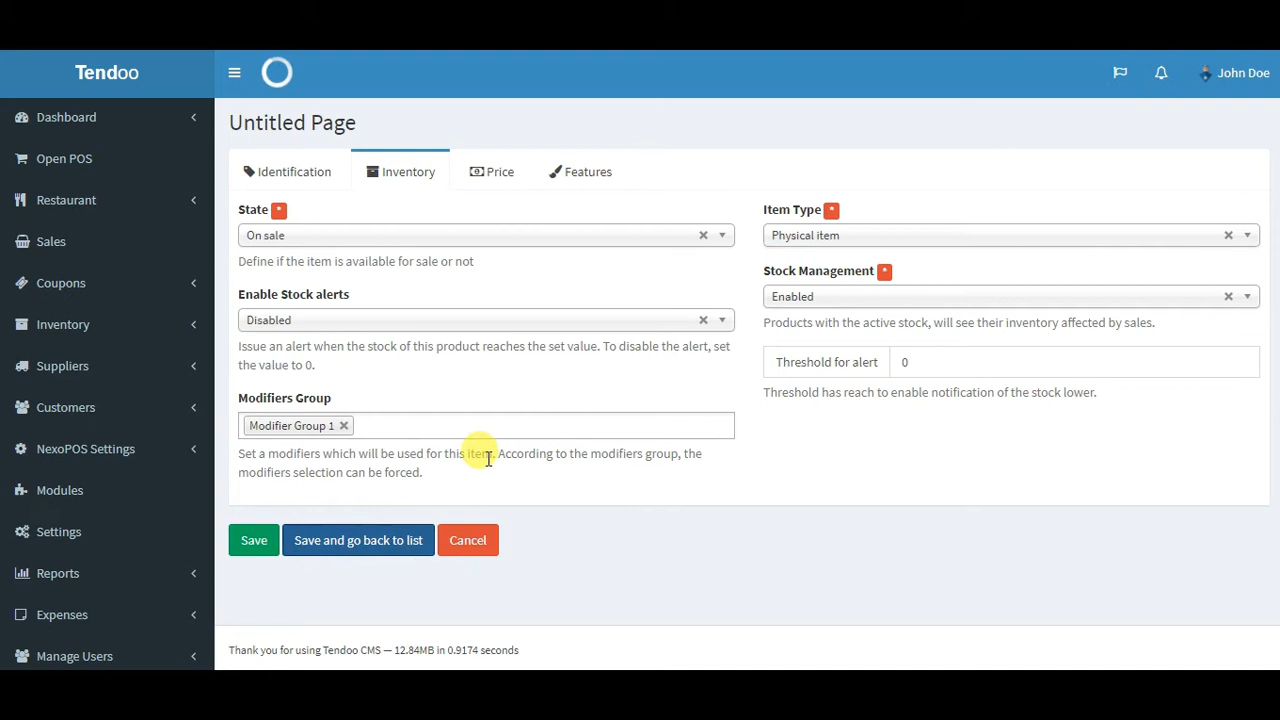 Tendoo
John Doe
Dashboard
Open POS
Restaurant
Sales
Coupons
Inventory
Suppliers
Customers
NexoPOS Settings
Modules
Settings
Reports
Expenses
Manage Users
Untitled Page
Identification
Inventory
Price
Features
State *
On sale
Define if the item is available for sale or not
Enable Stock alerts
Disabled
Issue an alert when the stock of this product reaches the set value. To disable the alert, set
the value to 0.
Modifiers Group
Modifier Group 1
Set a modifiers which will be used for this item. According to the modifiers group, the
modifiers selection can be forced.
Item Type *
Physical item
Stock Management *
Enabled
Products with the active stock, will see their inventory affected by sales.
Threshold for alert 0
Threshold has reach to enable notification of the stock lower.
Save
Save and go back to list
Cancel
Thank you for using Tendoo CMS — 12.84MB in 0.9174 seconds